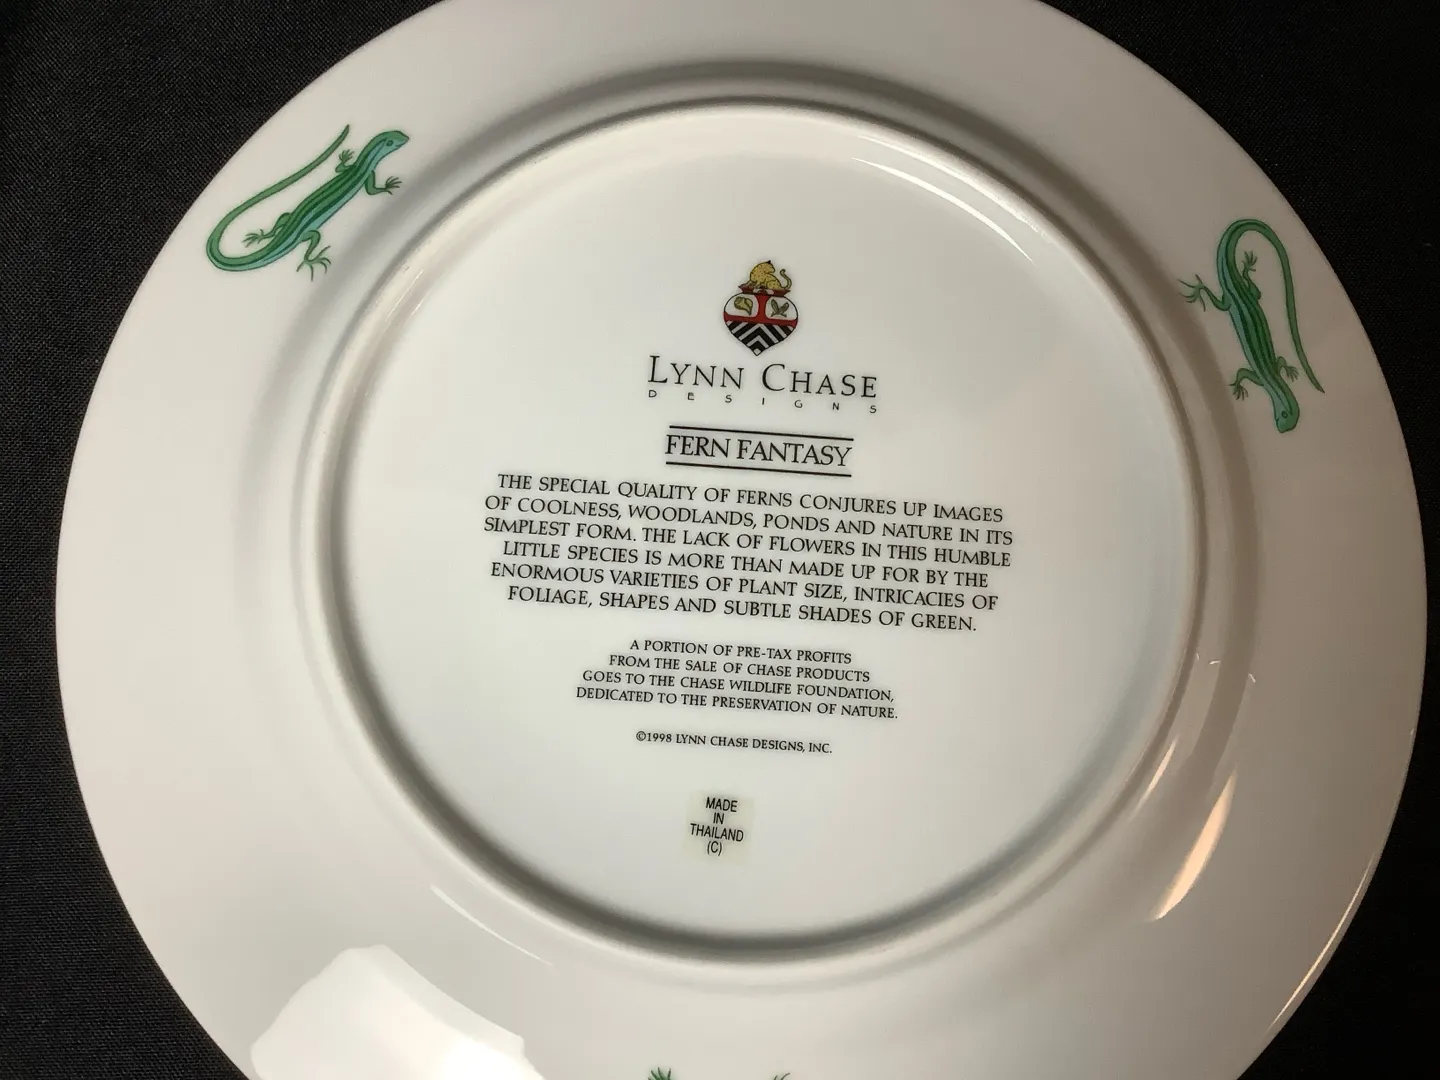 LYNN CHASE
DESIGNS
FERN FANTASY
THE SPECIAL QUALITY OF FERNS CONJURES UP IMAGES
OF COOLNESS, WOODLANDS, PONDS AND NATURE IN ITS
SIMPLEST FORM. THE LACK OF FLOWERS IN THIS HUMBLE
LITTLE SPECIES IS MORE THAN MADE UP FOR BY THE
ENORMOUS VARIETIES OF PLANT SIZE, INTRICACIES OF
FOLIAGE, SHAPES AND SUBTLE SHADES OF GREEN.
A PORTION OF PRE-TAX PROFITS
FROM THE SALE OF CHASE PRODUCTS
GOES TO THE CHASE WILDLIFE FOUNDATION,
DEDICATED TO THE PRESERVATION OF NATURE.
©1998 LYNN CHASE DESIGNS, INC.
MADE
IN
THAILAND
(C)